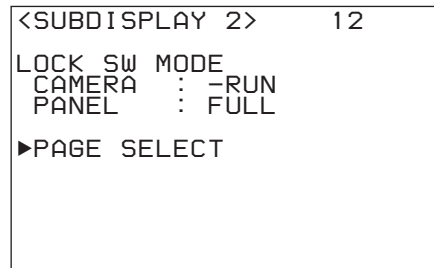 <SUBDISPLAY 2> 12
LOCK SW MODE
CAMERA : -RUN
PANEL : FULL
▶PAGE SELECT